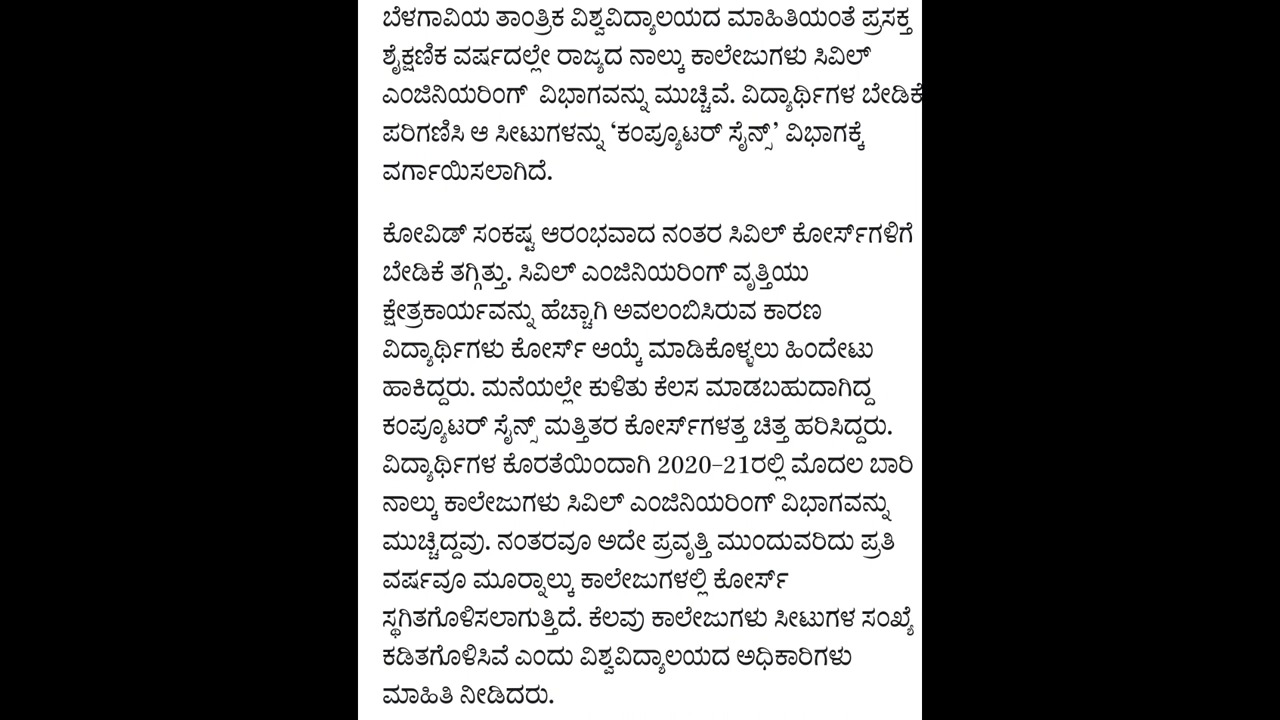 ಬೆಳಗಾವಿಯ ತಾಂತ್ರಿಕ ವಿಶ್ವವಿದ್ಯಾಲಯದ ಮಾಹಿತಿಯಂತೆ ಪ್ರಸಕ್ತ
ಶೈಕ್ಷಣಿಕ ವರ್ಷದಲ್ಲೇ ರಾಜ್ಯದ ನಾಲ್ಕು ಕಾಲೇಜುಗಳು ಸಿವಿಲ್
ಎಂಜಿನಿಯರಿಂಗ್ ವಿಭಾಗವನ್ನು ಮುಚ್ಚಿವೆ. ವಿದ್ಯಾರ್ಥಿಗಳ ಬೇಡಿಕೆ
ಪರಿಗಣಿಸಿ ಆ ಸೀಟುಗಳನ್ನು ‘ಕಂಪ್ಯೂಟರ್ ಸೈನ್ಸ್’ ವಿಭಾಗಕ್ಕೆ
ವರ್ಗಾಯಿಸಲಾಗಿದೆ.
ಕೋವಿಡ್ ಸಂಕಷ್ಟ ಆರಂಭವಾದ ನಂತರ ಸಿವಿಲ್ ಕೋರ್ಸ್‌ಗಳಿಗೆ
ಬೇಡಿಕೆ ತಗ್ಗಿತ್ತು. ಸಿವಿಲ್ ಎಂಜಿನಿಯರಿಂಗ್ ವೃತ್ತಿಯು
ಕ್ಷೇತ್ರಕಾರ್ಯವನ್ನು ಹೆಚ್ಚಾಗಿ ಅವಲಂಬಿಸಿರುವ ಕಾರಣ
ವಿದ್ಯಾರ್ಥಿಗಳು ಕೋರ್ಸ್ ಆಯ್ಕೆ ಮಾಡಿಕೊಳ್ಳಲು ಹಿಂದೇಟು
ಹಾಕಿದ್ದರು. ಮನೆಯಲ್ಲೇ ಕುಳಿತು ಕೆಲಸ ಮಾಡಬಹುದಾಗಿದ್ದ
ಕಂಪ್ಯೂಟರ್ ಸೈನ್ಸ್ ಮತ್ತಿತರ ಕೋರ್ಸ್‌ಗಳತ್ತ ಚಿತ್ತ ಹರಿಸಿದ್ದರು.
ವಿದ್ಯಾರ್ಥಿಗಳ ಕೊರತೆಯಿಂದಾಗಿ 2020-21ರಲ್ಲಿ ಮೊದಲ ಬಾರಿ
ನಾಲ್ಕು ಕಾಲೇಜುಗಳು ಸಿವಿಲ್ ಎಂಜಿನಿಯರಿಂಗ್ ವಿಭಾಗವನ್ನು
ಮುಚ್ಚಿದ್ದವು. ನಂತರವೂ ಅದೇ ಪ್ರವೃತ್ತಿ ಮುಂದುವರಿದು ಪ್ರತಿ
ವರ್ಷವೂ ಮೂರ‍್ನಾಲ್ಕು ಕಾಲೇಜುಗಳಲ್ಲಿ ಕೋರ್ಸ್
ಸ್ಥಗಿತಗೊಳಿಸಲಾಗುತ್ತಿದೆ. ಕೆಲವು ಕಾಲೇಜುಗಳು ಸೀಟುಗಳ ಸಂಖ್ಯೆ
ಕಡಿತಗೊಳಿಸಿವೆ ಎಂದು ವಿಶ್ವವಿದ್ಯಾಲಯದ ಅಧಿಕಾರಿಗಳು
ಮಾಹಿತಿ ನೀಡಿದರು.